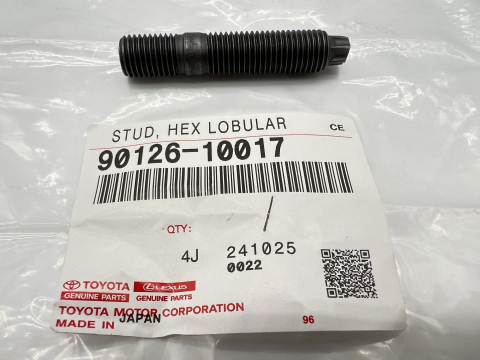 STUD, HEX LOBULAR
CE
90126-10017
QTY:
4J 241025
0022
TOYOTA LEXUS
GENUINE PARTS GENUINE PARTS
TOYOTA MOTOR CORPORATION
MADE IN JAPAN 96